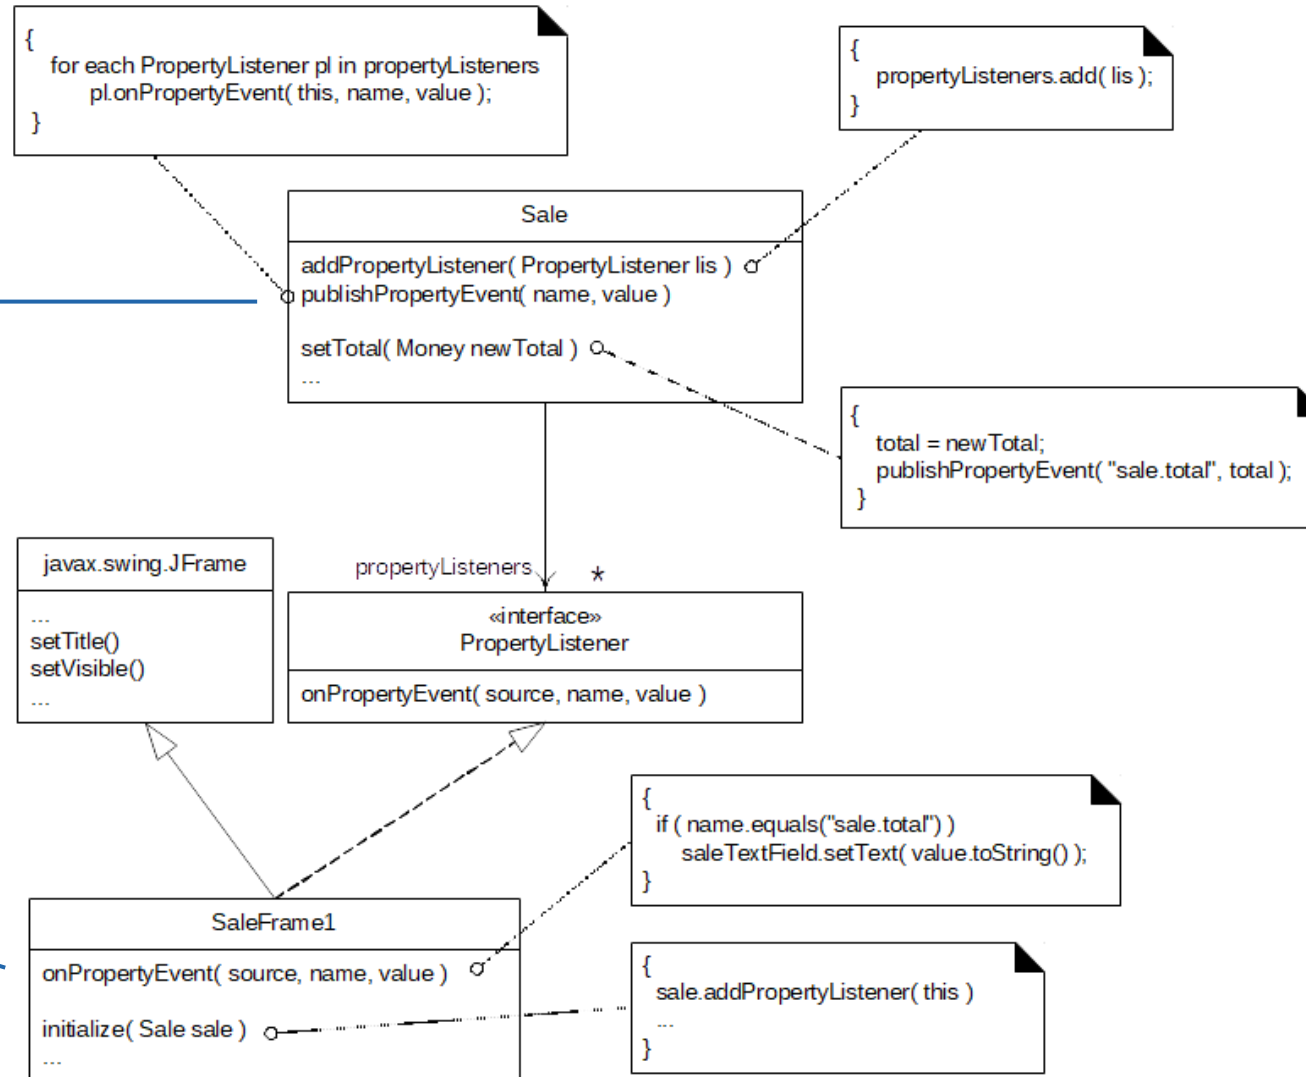 {
for each PropertyListener pl in propertyListeners
pl.onPropertyEvent( this, name, value );
}
{
propertyListeners.add( lis );
}
Sale
addPropertyListener( PropertyListener lis )
publishPropertyEvent( name, value )
setTotal( Money newTotal )
...
{
total = newTotal;
publishPropertyEvent( "sale.total", total );
}
javax.swing.JFrame
...
setTitle()
setVisible()
...
propertyListeners
*
«interface»
PropertyListener
onPropertyEvent( source, name, value )
{
if ( name.equals("sale.total") )
saleTextField.setText( value.toString() );
}
SaleFrame1
onPropertyEvent( source, name, value )
initialize( Sale sale )
...
{
sale.addPropertyListener( this )
...
}